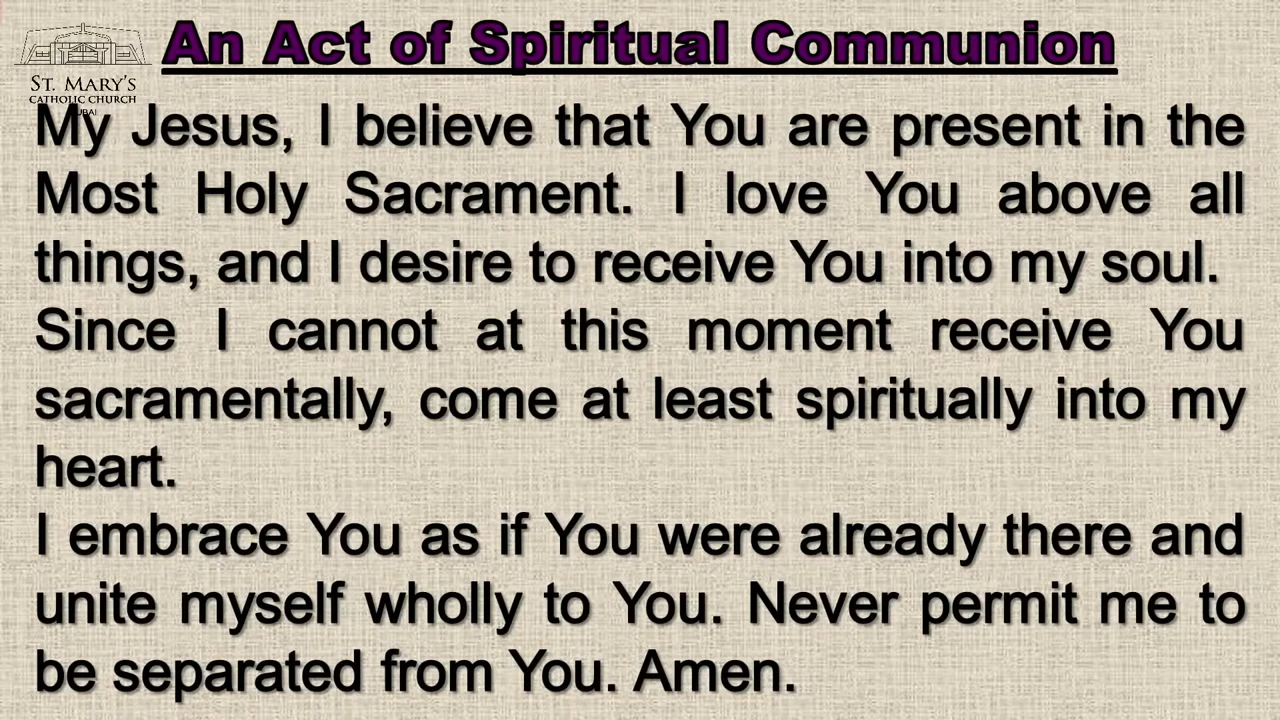 An Act of Spiritual Communion
ST. MARY'S
CATHOLIC CHURCH
My Jesus, I believe that You are present in the
Most Holy Sacrament. I love You above all
things, and I desire to receive You into my soul.
Since I cannot at this moment receive You
sacramentally, come at least spiritually into my
heart.
I embrace You as if You were already there and
unite myself wholly to You. Never permit me to
be separated from You. Amen.